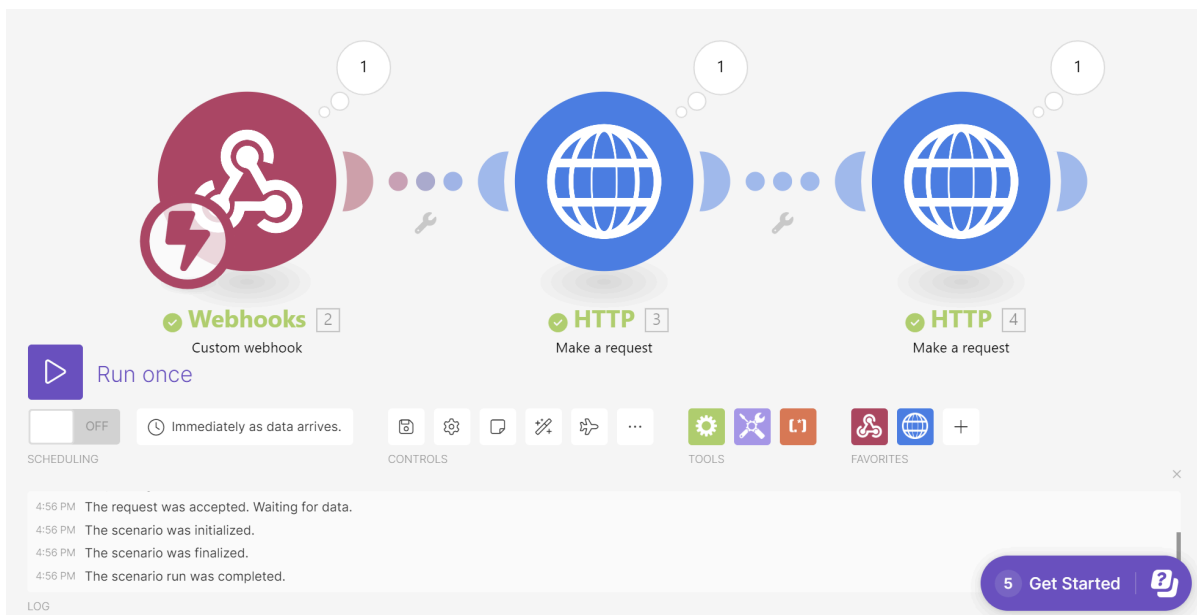 1
1
1
Webhooks 2
Custom webhook
HTTP 3
Make a request
HTTP 4
Make a request
Run once
OFF
Immediately as data arrives.
SCHEDULING
CONTROLS
TOOLS
FAVORITES
4:56 PM The request was accepted. Waiting for data.
4:56 PM The scenario was initialized.
4:56 PM The scenario was finalized.
4:56 PM The scenario run was completed.
5 Get Started
LOG